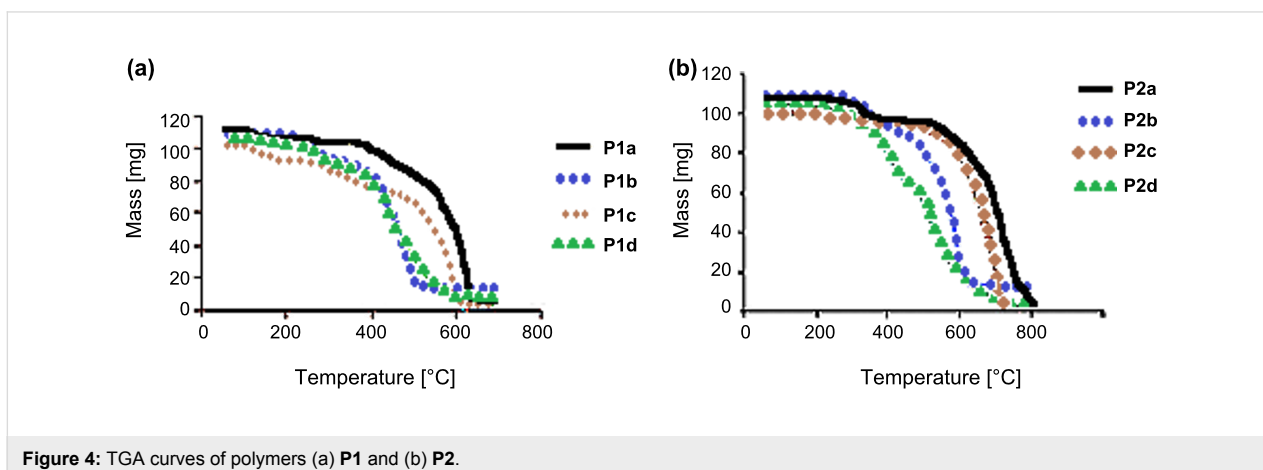 (a)
Mass [mg]
120
100
80
60
40
20
0
0 200 400 600 800
Temperature [°C]
P1a
P1b
P1c
P1d
(b)
Mass [mg]
120
100
80
60
40
20
0
0 200 400 600 800
Temperature [°C]
P2a
P2b
P2c
P2d
Figure 4: TGA curves of polymers (a) P1 and (b) P2.